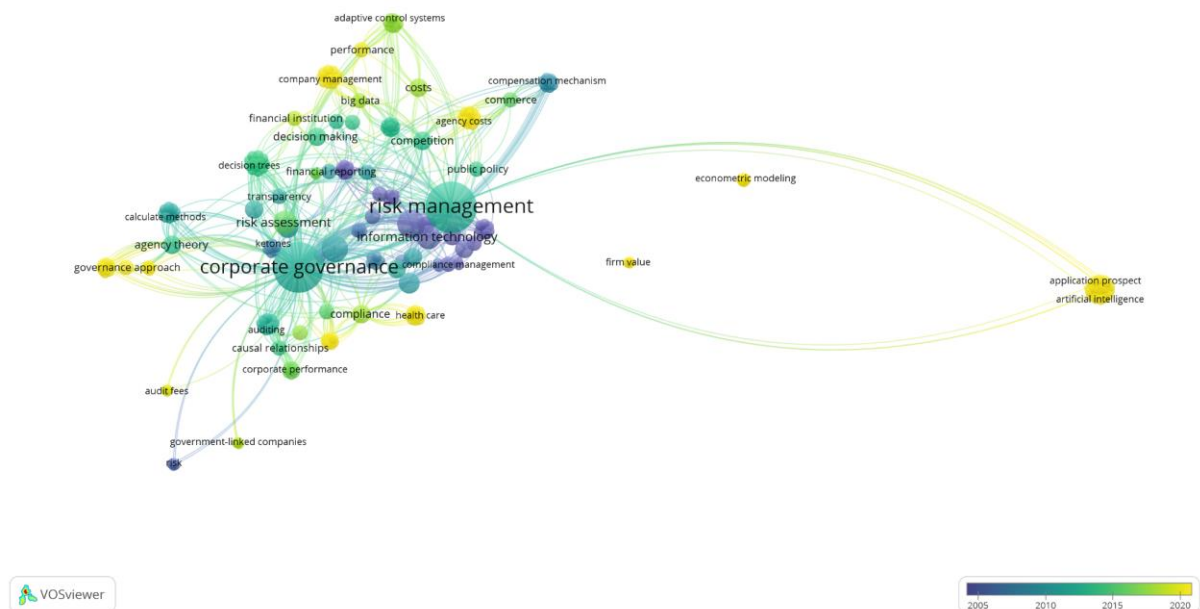 adaptive control systems
performance
company management
compensation mechanism
costs
big data
commerce
financial institution
agency costs
decision making
competition
decision trees
financial reporting
public policy
econometric modeling
transparency
risk management
calculate methods
risk assessment
information technology
agency theory
ketones
firm value
governance approach
corporate governance
compliance management
application prospect
artificial intelligence
compliance
health care
auditing
causal relationships
corporate performance
audit fees
government-linked companies
risk
VOSviewer
2005 2010 2015 2020